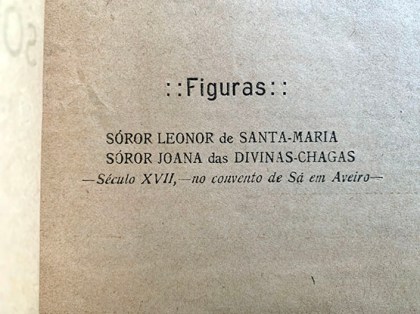 ::Figuras::
SÓROR LEONOR de SANTA-MARIA
SÓROR JOANA das DIVINAS-CHAGAS
—Século XVII,—no convento de Sá em Aveiro—